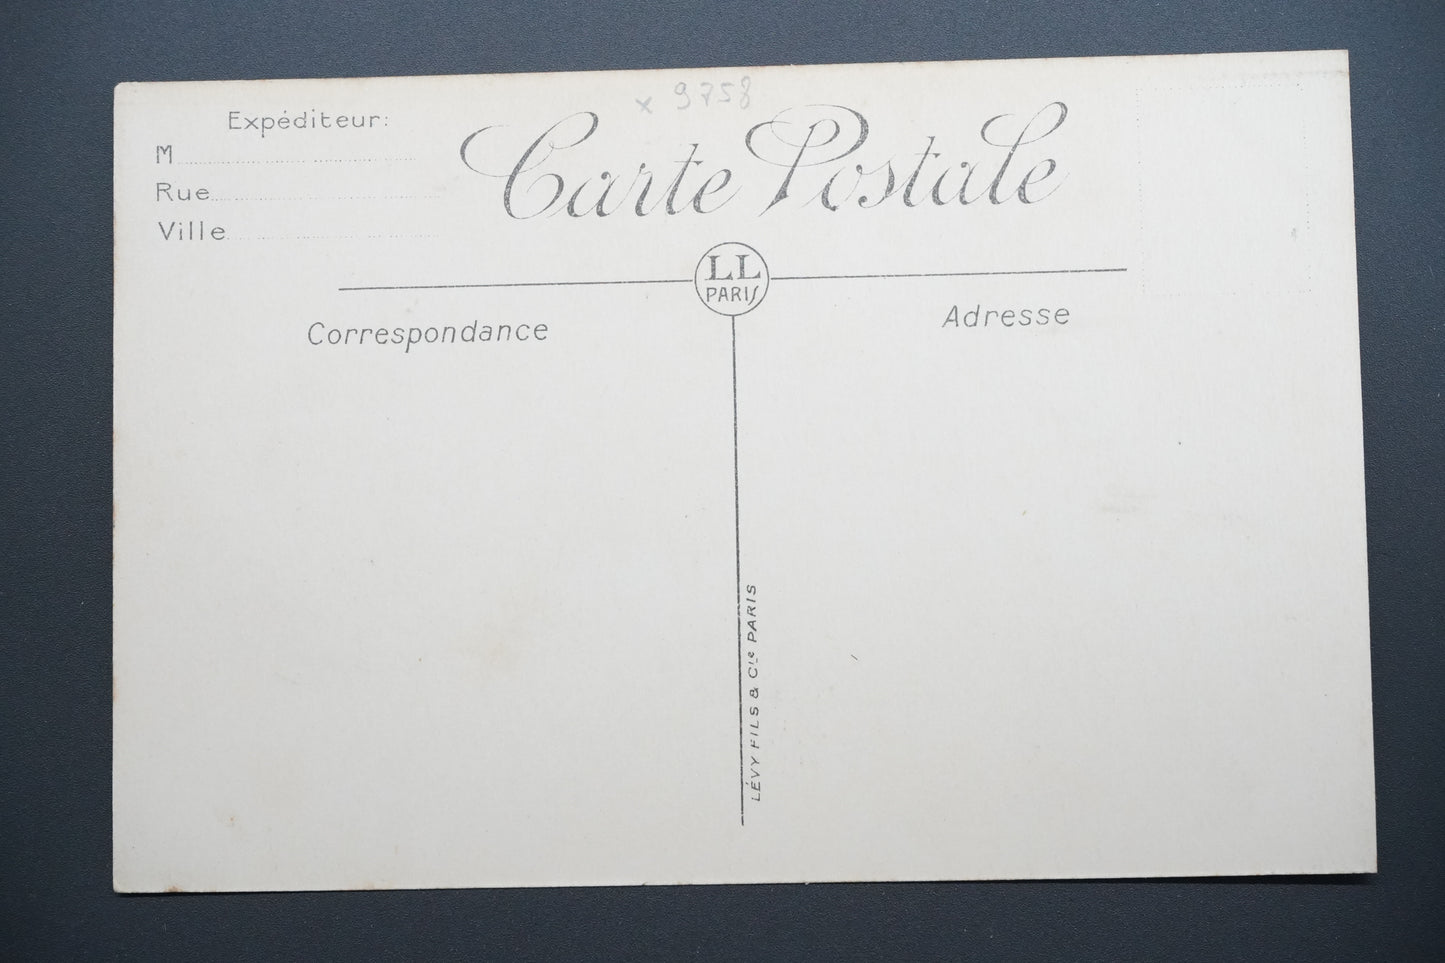 x 9758
Expéditeur:
Carte Postale
M
Rue
Ville
LL
PARIS
Correspondance
Adresse
LÉVY FILS & Cie PARIS